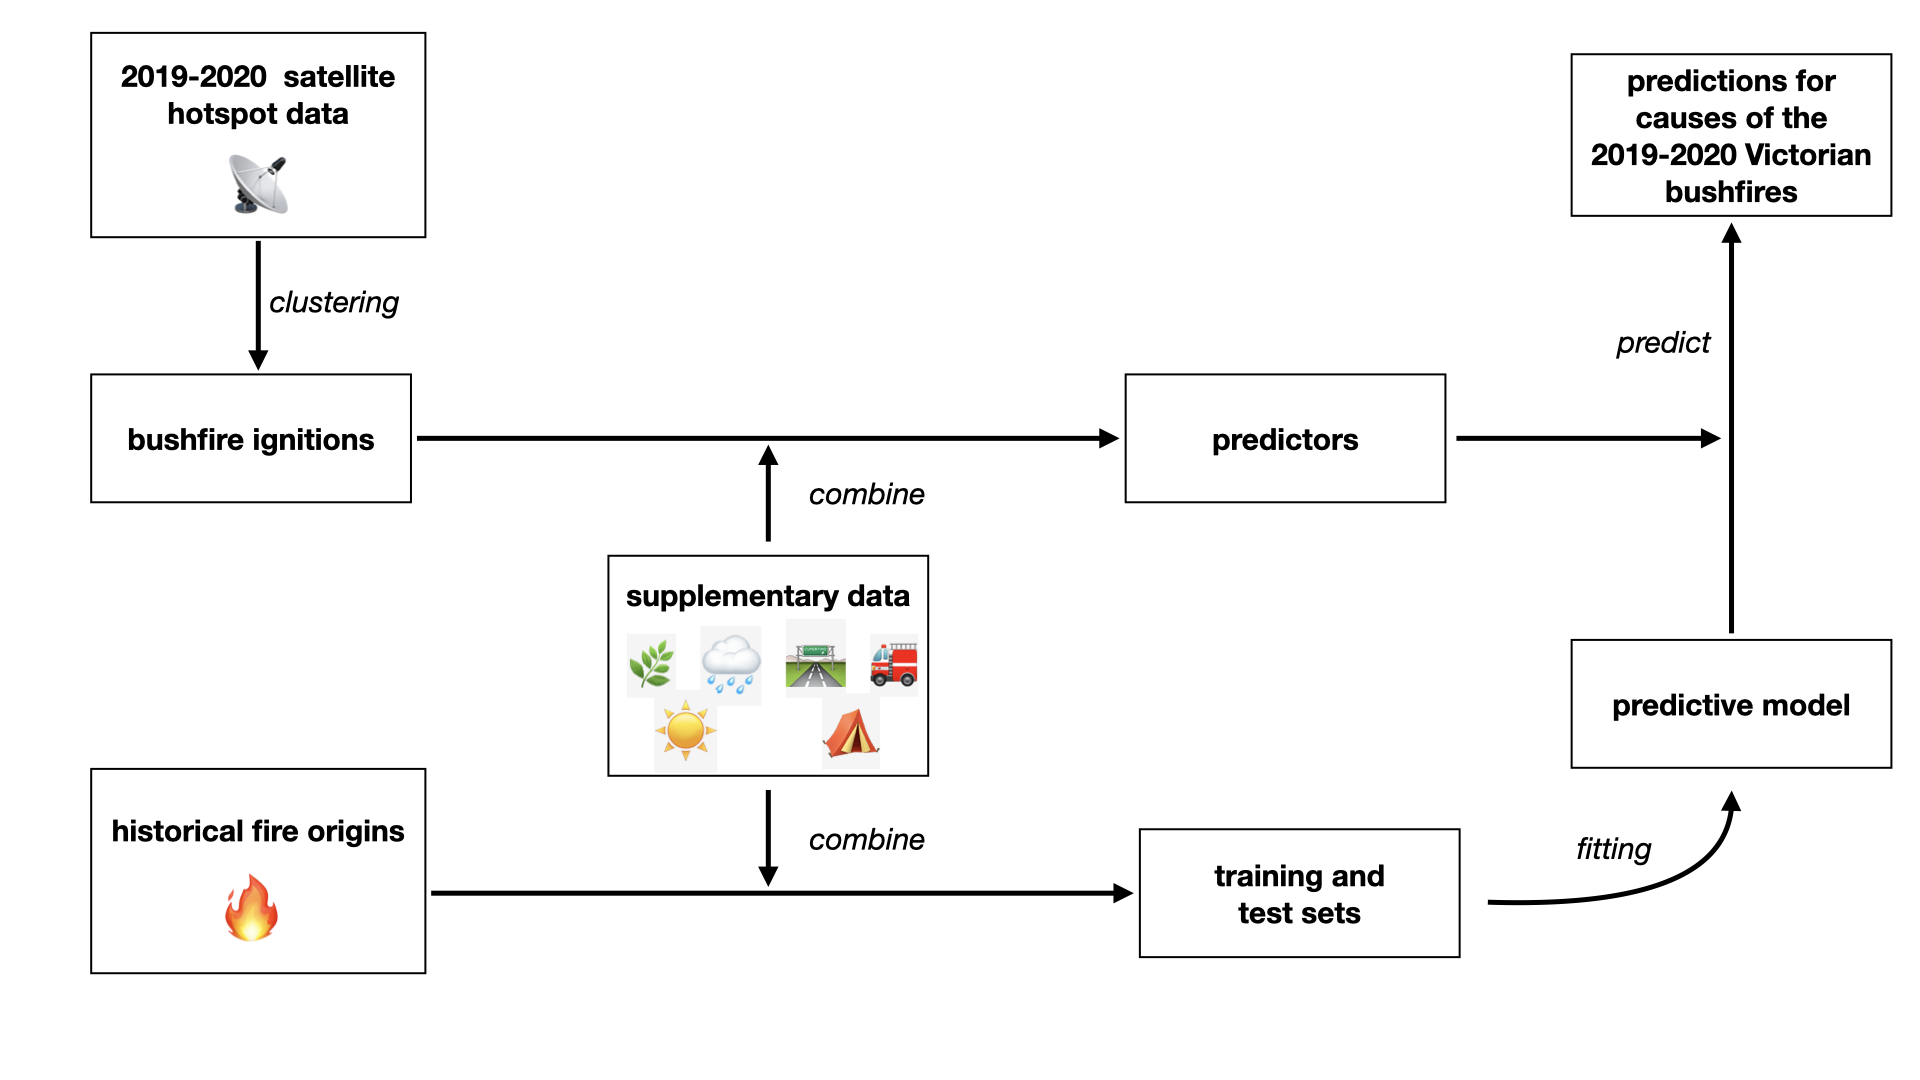 2019-2020 satellite
hotspot data
predictions for
causes of the
2019-2020 Victorian
bushfires
clustering
predict
bushfire ignitions
predictors
combine
supplementary data
predictive model
historical fire origins
combine
fitting
training and
test sets